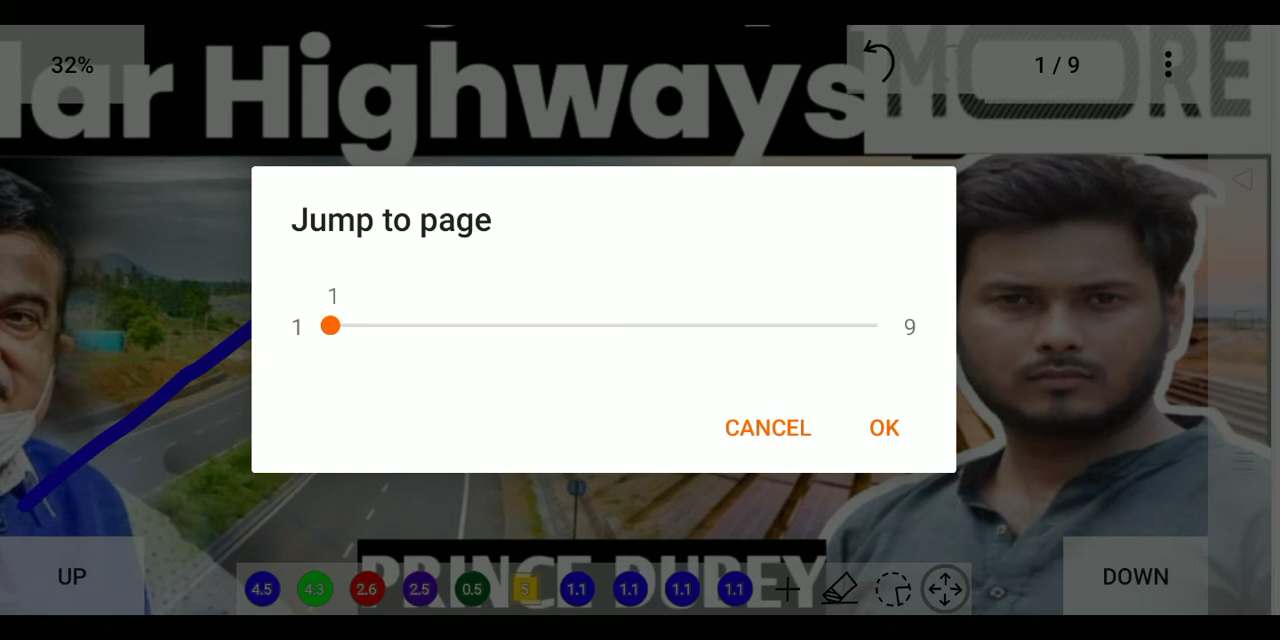 32%
lar Highways
MORE
1 / 9
Jump to page
1
1
9
CANCEL
OK
PRINCE DUBEY
UP
4.5
4.3
2.6
2.5
0.5
5
1.1
1.1
1.1
1.1
DOWN